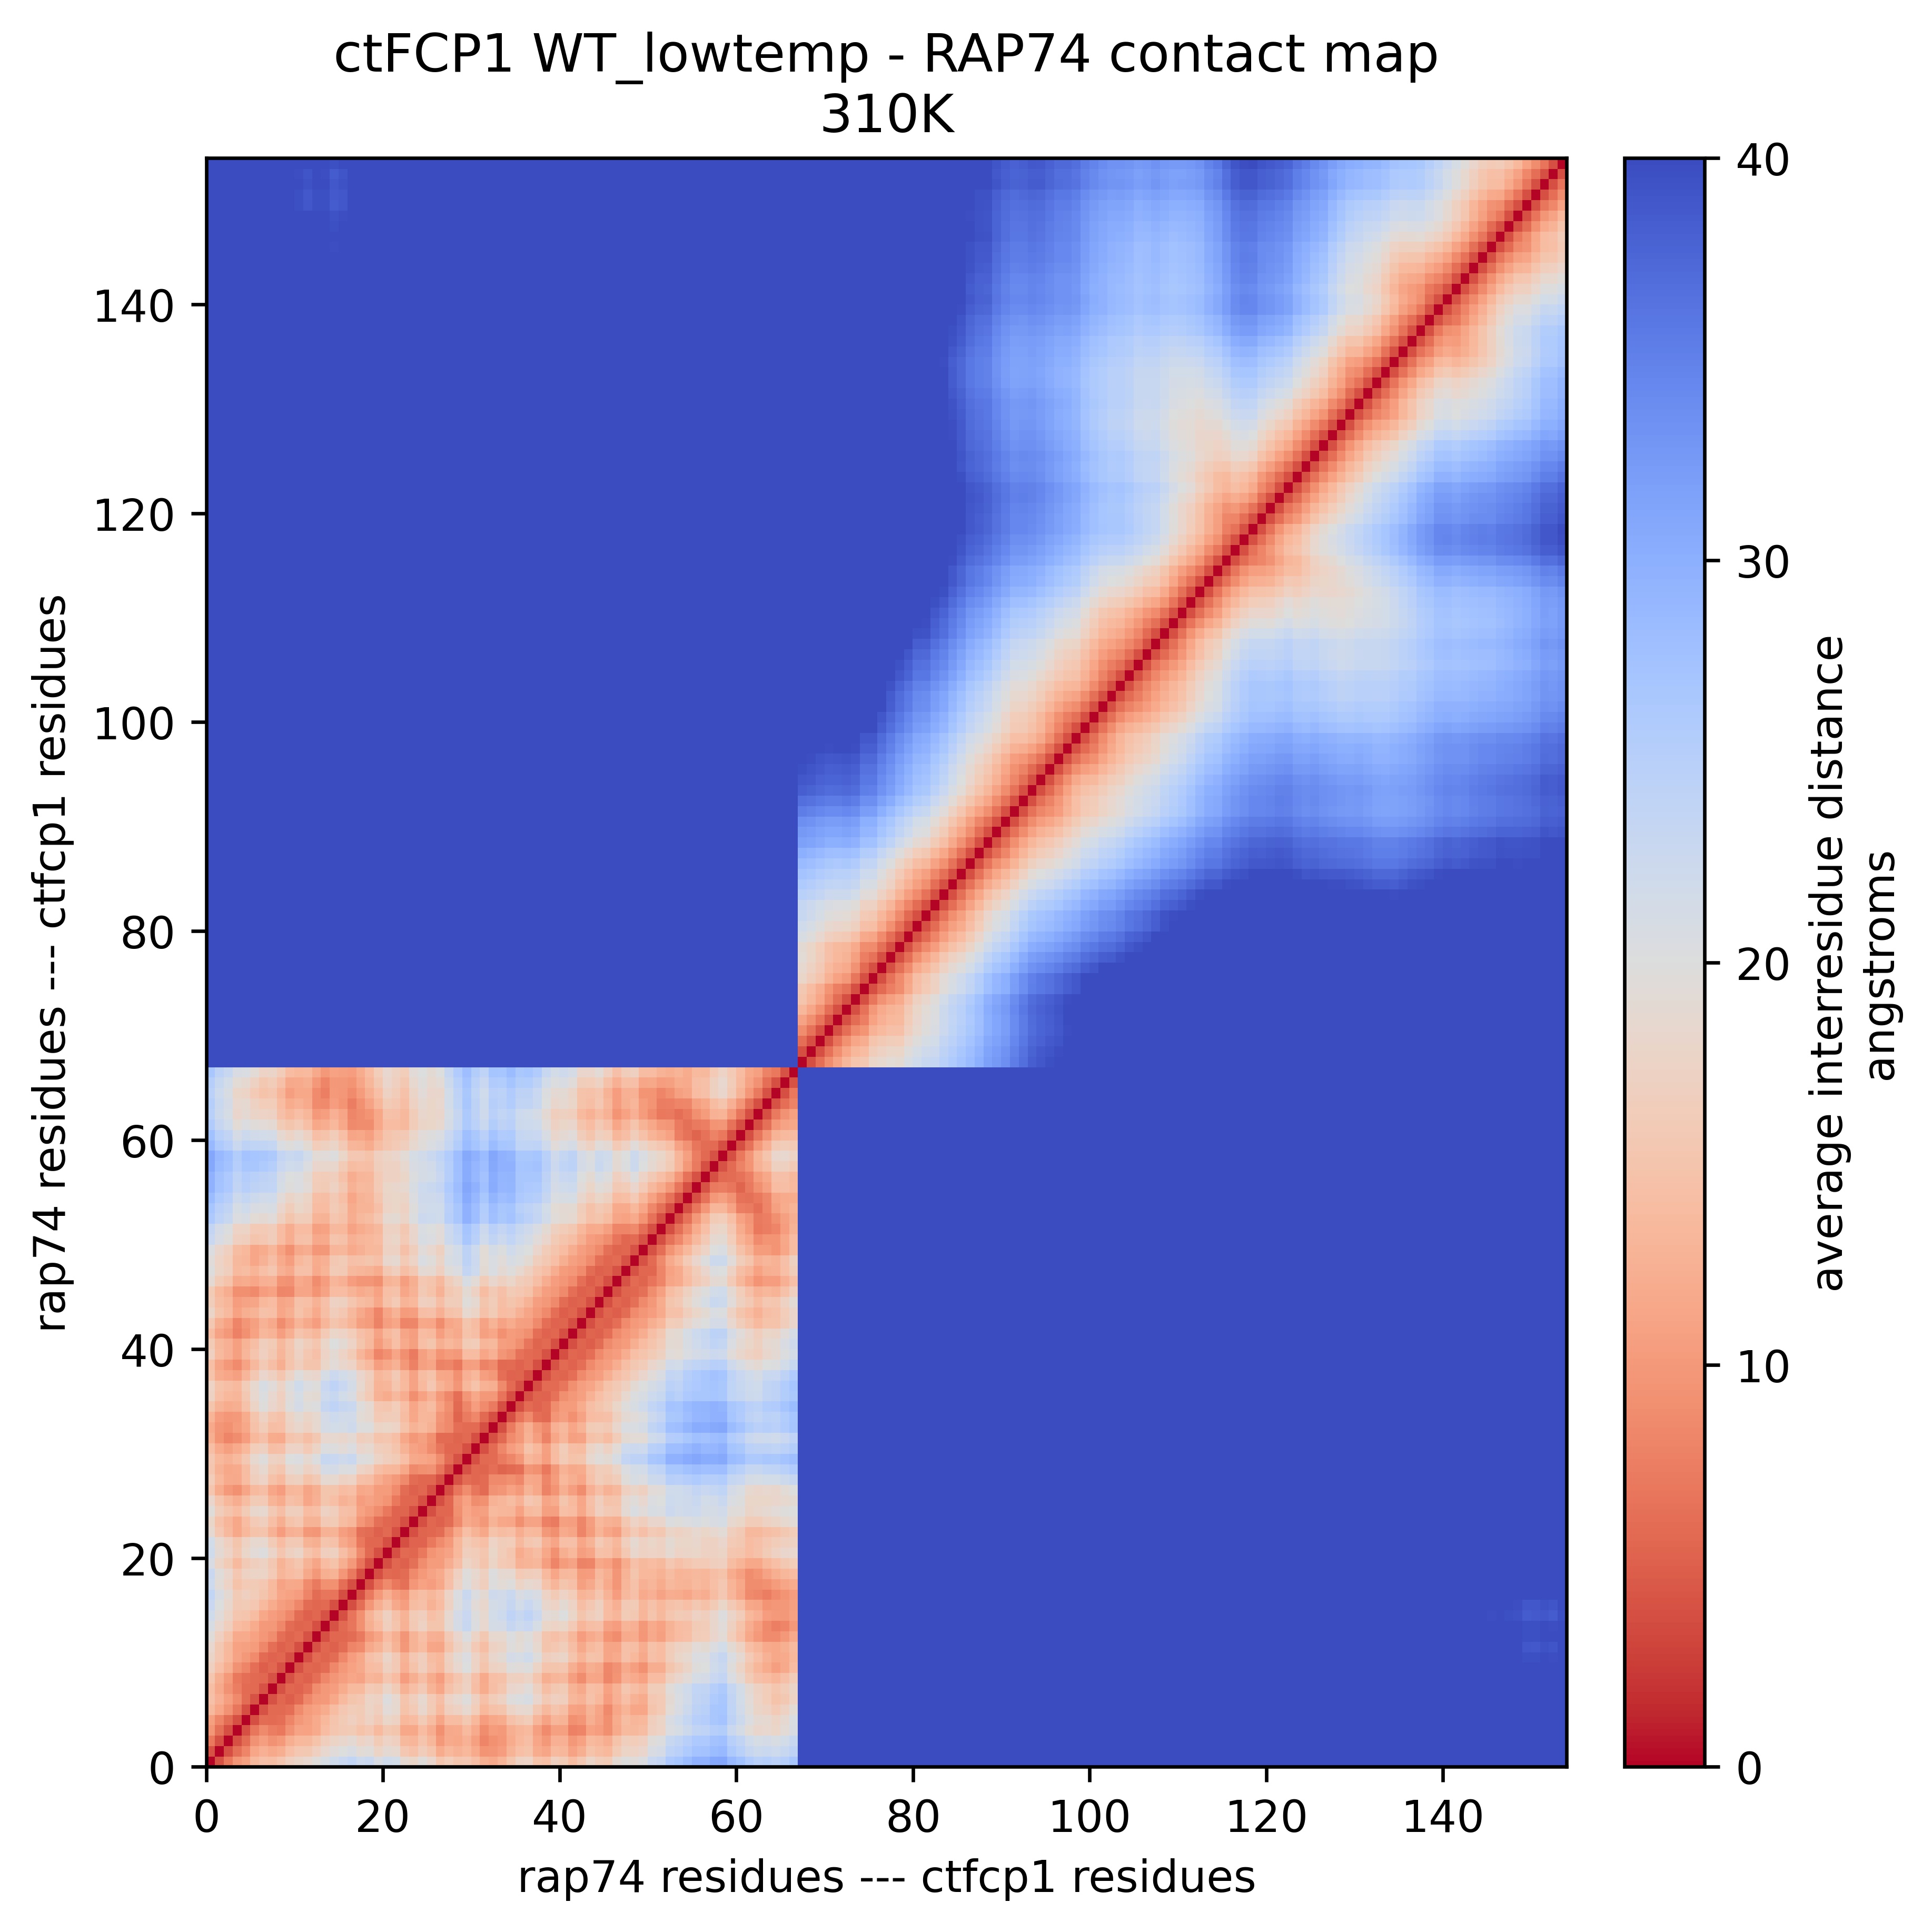 ctFCP1 WT_lowtemp - RAP74 contact map
310K
rap74 residues --- ctfcp1 residues
140
120
100
80
60
40
20
0
0 20 40 60 80 100 120 140
rap74 residues --- ctfcp1 residues
40
30
20
10
0
average interresidue distance
angstroms